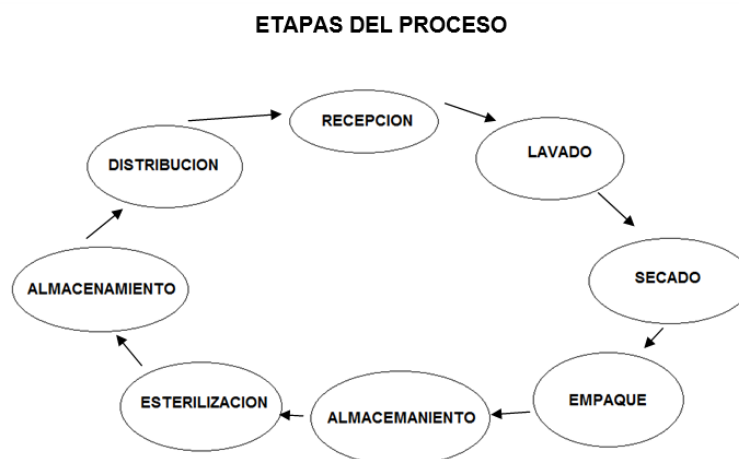 ETAPAS DEL PROCESO
RECEPCION
LAVADO
SECADO
EMPAQUE
ALMACEMANIENTO
ESTERILIZACION
ALMACENAMIENTO
DISTRIBUCION